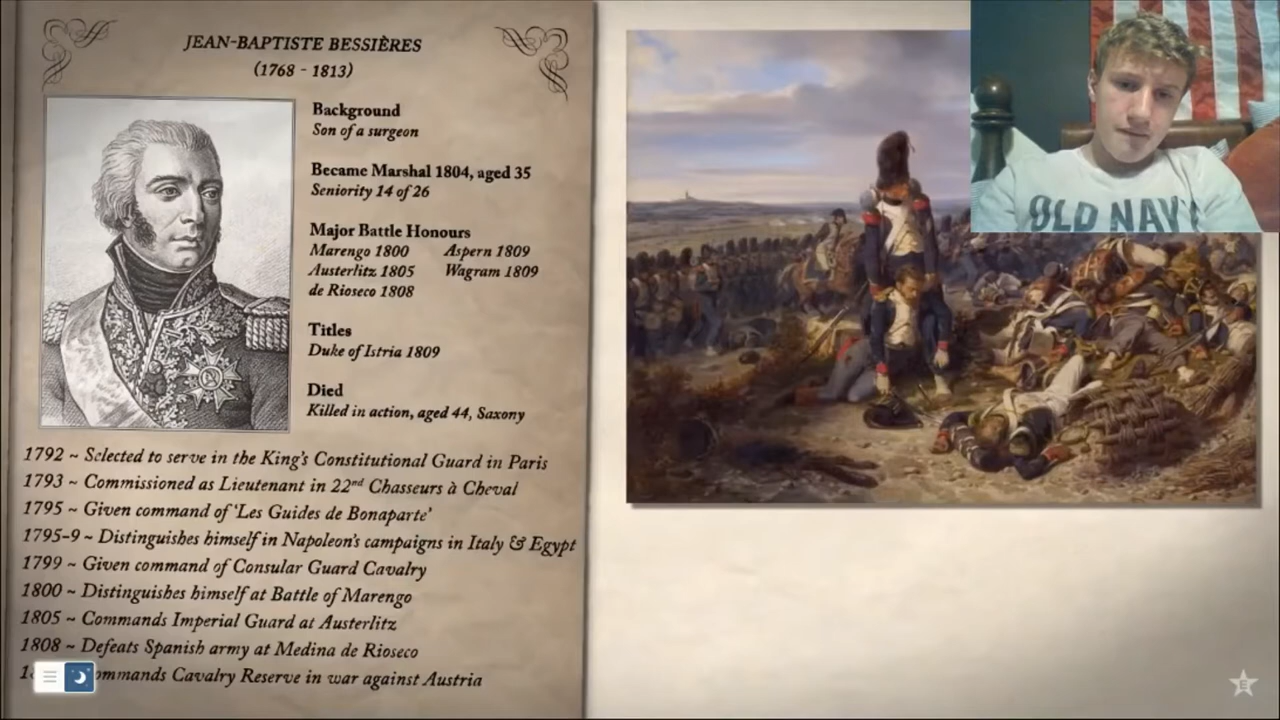 JEAN-BAPTISTE BESSIÈRES
(1768 - 1813)
Background
Son of a surgeon
Became Marshal 1804, aged 35
Seniority 14 of 26
Major Battle Honours
Marengo 1800 Aspern 1809
Austerlitz 1805 Wagram 1809
de Rioseco 1808
Titles
Duke of Istria 1809
Died
Killed in action, aged 44, Saxony
1792 ~ Selected to serve in the King's Constitutional Guard in Paris
1793 ~ Commissioned as Lieutenant in 22nd Chasseurs à Cheval
1795 ~ Given command of 'Les Guides de Bonaparte'
1795-9 ~ Distinguishes himself in Napoleon's campaigns in Italy & Egypt
1799 ~ Given command of Consular Guard Cavalry
1800 ~ Distinguishes himself at Battle of Marengo
1805 ~ Commands Imperial Guard at Austerlitz
1808 ~ Defeats Spanish army at Medina de Rioseco
Cavalry Reserve in war against Austria
OLD NAVY
E